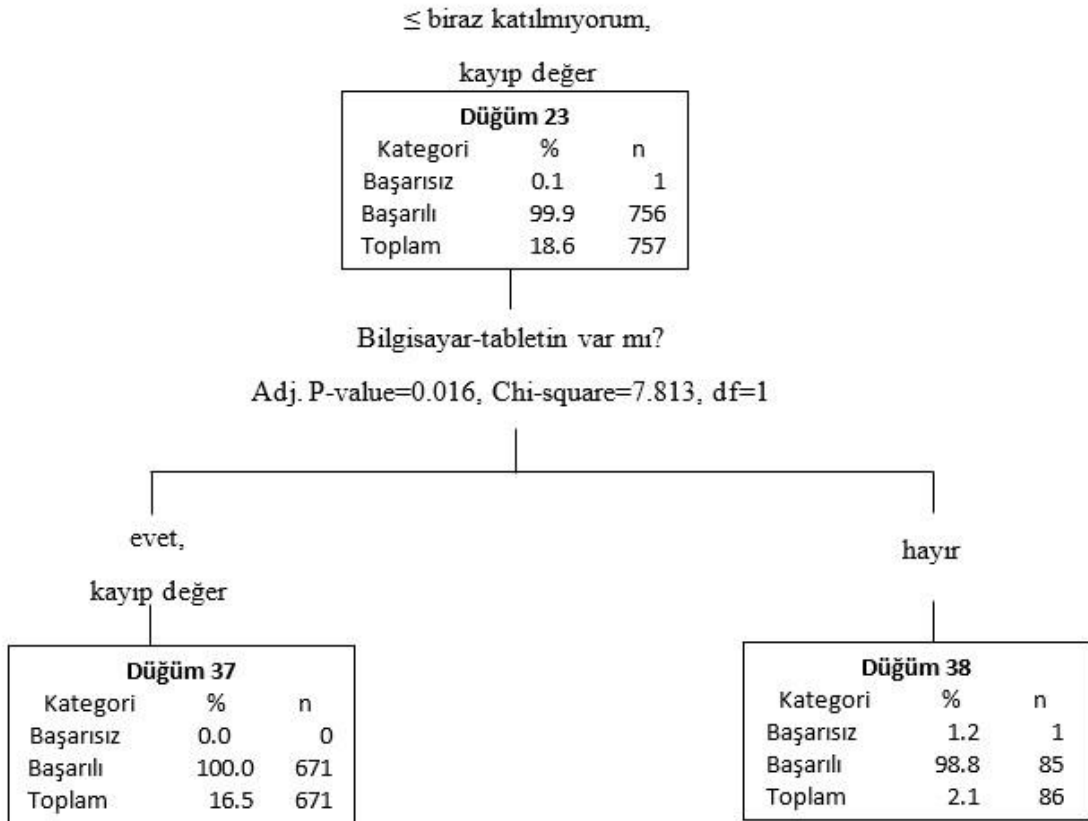 ≤ biraz katılmıyorum,
kayıp değer
Düğüm 23
Kategori % n
Başarısız 0.1 1
Başarılı 99.9 756
Toplam 18.6 757
Bilgisayar-tabletin var mı?
Adj. P-value=0.016, Chi-square=7.813, df=1
evet,
kayıp değer
Düğüm 37
Kategori % n
Başarısız 0.0 0
Başarılı 100.0 671
Toplam 16.5 671
hayır
Düğüm 38
Kategori % n
Başarısız 1.2 1
Başarılı 98.8 85
Toplam 2.1 86